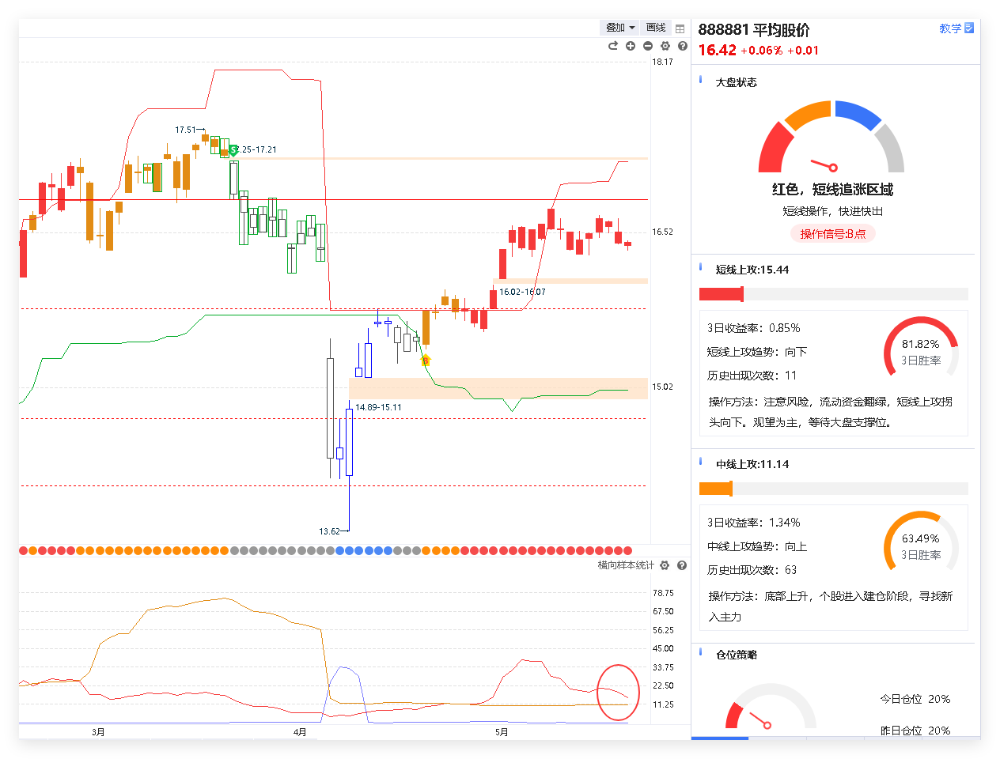 叠加 画线
18.17
17.51
S
7.25-17.21
16.52
16.02-16.07
B
15.02
14.89-15.11
13.62
横向样本统计
78.75
67.50
56.25
45.00
33.75
22.50
11.25
3月 4月 5月
888881 平均股价 教学
16.42 +0.06% +0.01
大盘状态
红色，短线追涨区域
短线操作，快进快出
操作信号:B点
短线上攻:15.44
3日收益率：0.85%
短线上攻趋势：向下
历史出现次数：11
81.82%
3日胜率
操作方法：注意风险，流动资金翻绿，短线上攻拐
头向下。观望为主，等待大盘支撑位。
中线上攻:11.14
3日收益率：1.34%
中线上攻趋势：向上
历史出现次数：63
63.49%
3日胜率
操作方法：底部上升，个股进入建仓阶段，寻找新
入主力
仓位策略
今日仓位 20%
昨日仓位 20%